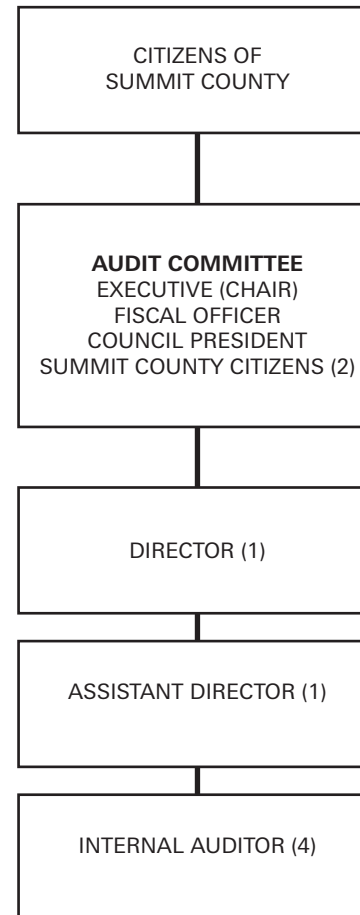 CITIZENS OF
SUMMIT COUNTY
AUDIT COMMITTEE
EXECUTIVE (CHAIR)
FISCAL OFFICER
COUNCIL PRESIDENT
SUMMIT COUNTY CITIZENS (2)
DIRECTOR (1)
ASSISTANT DIRECTOR (1)
INTERNAL AUDITOR (4)